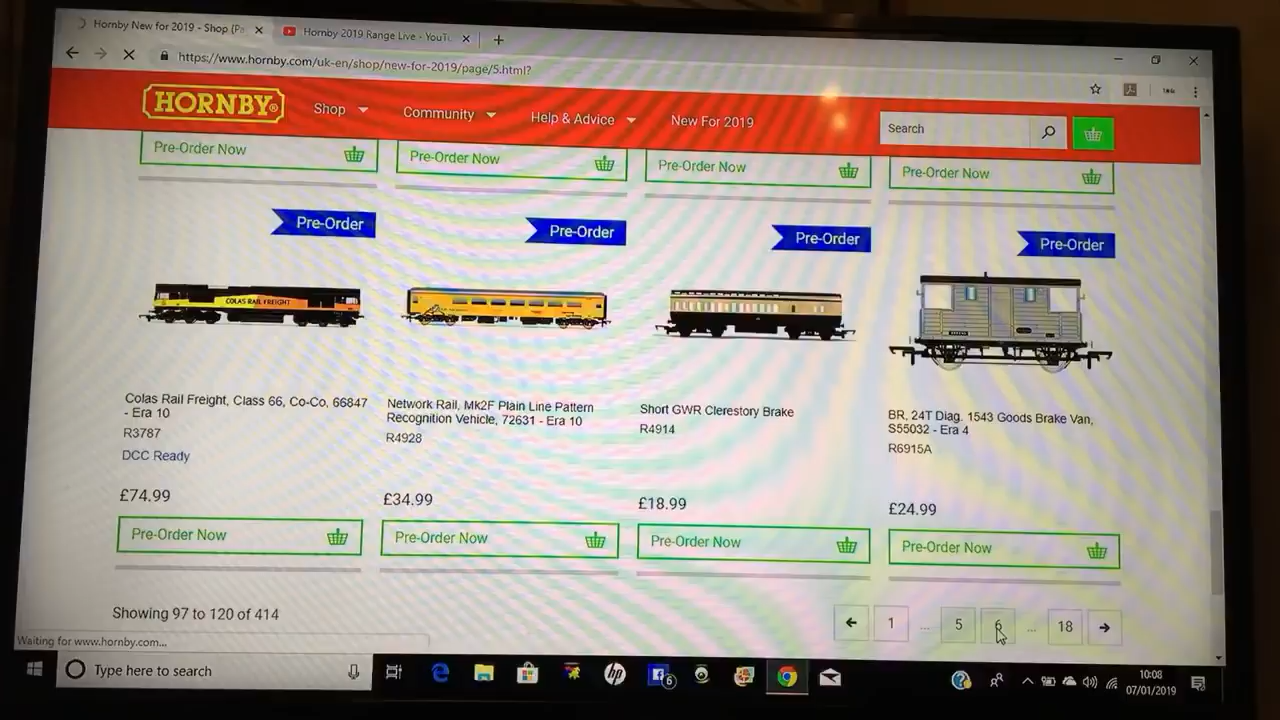 Hornby New for 2019 - Shop (Pa
Hornby 2019 Range Live - YouTu
https://www.hornby.com/uk-en/shop/new-for-2019/page/5.html?
HORNBY®
Shop
Community
Help & Advice
New For 2019
Search
Pre-Order Now
Pre-Order Now
Pre-Order Now
Pre-Order Now
Pre-Order
Pre-Order
Pre-Order
Pre-Order
COLAS RAIL FREIGHT
Colas Rail Freight, Class 66, Co-Co, 66847
- Era 10
R3787
DCC Ready
£74.99
Pre-Order Now
Network Rail, Mk2F Plain Line Pattern
Recognition Vehicle, 72631 - Era 10
R4928
£34.99
Pre-Order Now
Short GWR Clerestory Brake
R4914
£18.99
Pre-Order Now
BR, 24T Diag. 1543 Goods Brake Van,
S55032 - Era 4
R6915A
£24.99
Pre-Order Now
Showing 97 to 120 of 414
1 ... 5 6 ... 18
Waiting for www.hornby.com...
Type here to search
hp
6
10:08
07/01/2019